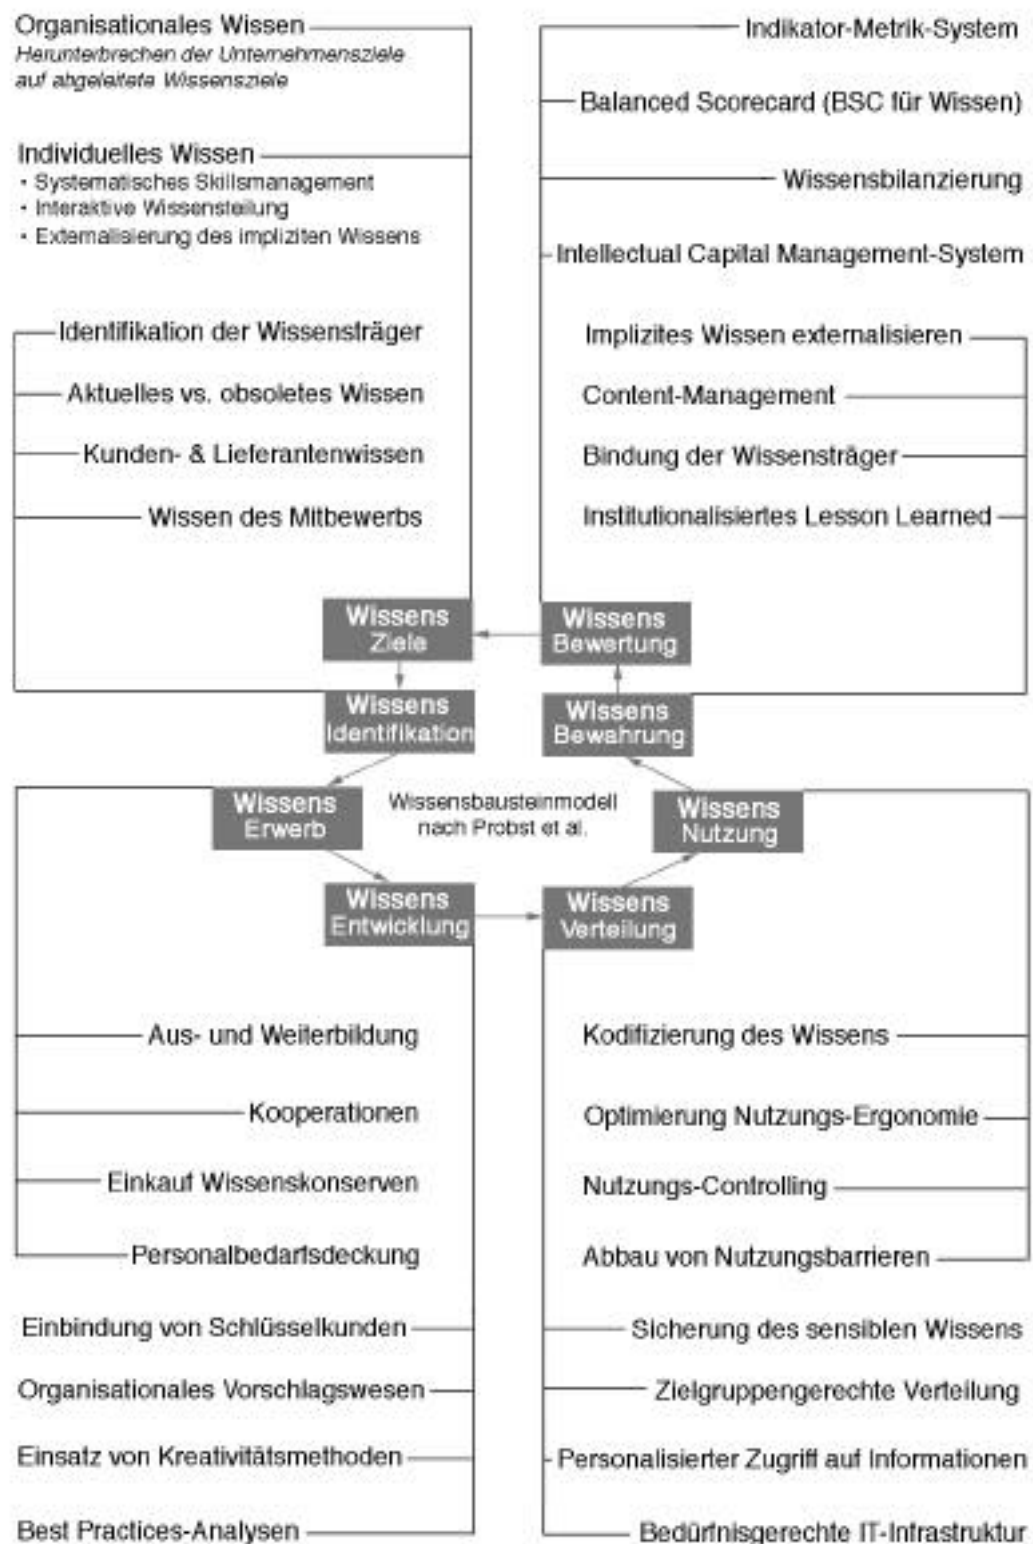 Organisationales Wissen
Herunterbrechen der Unternehmensziele
auf abgeleitete Wissensziele
Individuelles Wissen
· Systematisches Skillsmanagement
· Interaktive Wissensteilung
· Externalisierung des impliziten Wissens
Identifikation der Wissensträger
Aktuelles vs. obsoletes Wissen
Kunden- & Lieferantenwissen
Wissen des Mitbewerbs
Indikator-Metrik-System
Balanced Scorecard (BSC für Wissen)
Wissensbilanzierung
Intellectual Capital Management-System
Implizites Wissen externalisieren
Content-Management
Bindung der Wissensträger
Institutionalisiertes Lesson Learned
Wissens
Ziele
Wissens
Bewertung
Wissens
Identifikation
Wissens
Bewahrung
Wissens
Erwerb
Wissensbausteinmodell
nach Probst et al.
Wissens
Nutzung
Wissens
Entwicklung
Wissens
Verteilung
Aus- und Weiterbildung
Kooperationen
Einkauf Wissenskonserven
Personalbedarfsdeckung
Einbindung von Schlüsselkunden
Organisationales Vorschlagswesen
Einsatz von Kreativitätsmethoden
Best Practices-Analysen
Kodifizierung des Wissens
Optimierung Nutzungs-Ergonomie
Nutzungs-Controlling
Abbau von Nutzungsbarrieren
Sicherung des sensiblen Wissens
Zielgruppengerechte Verteilung
Personalisierter Zugriff auf Informationen
Bedürfnisgerechte IT-Infrastruktur